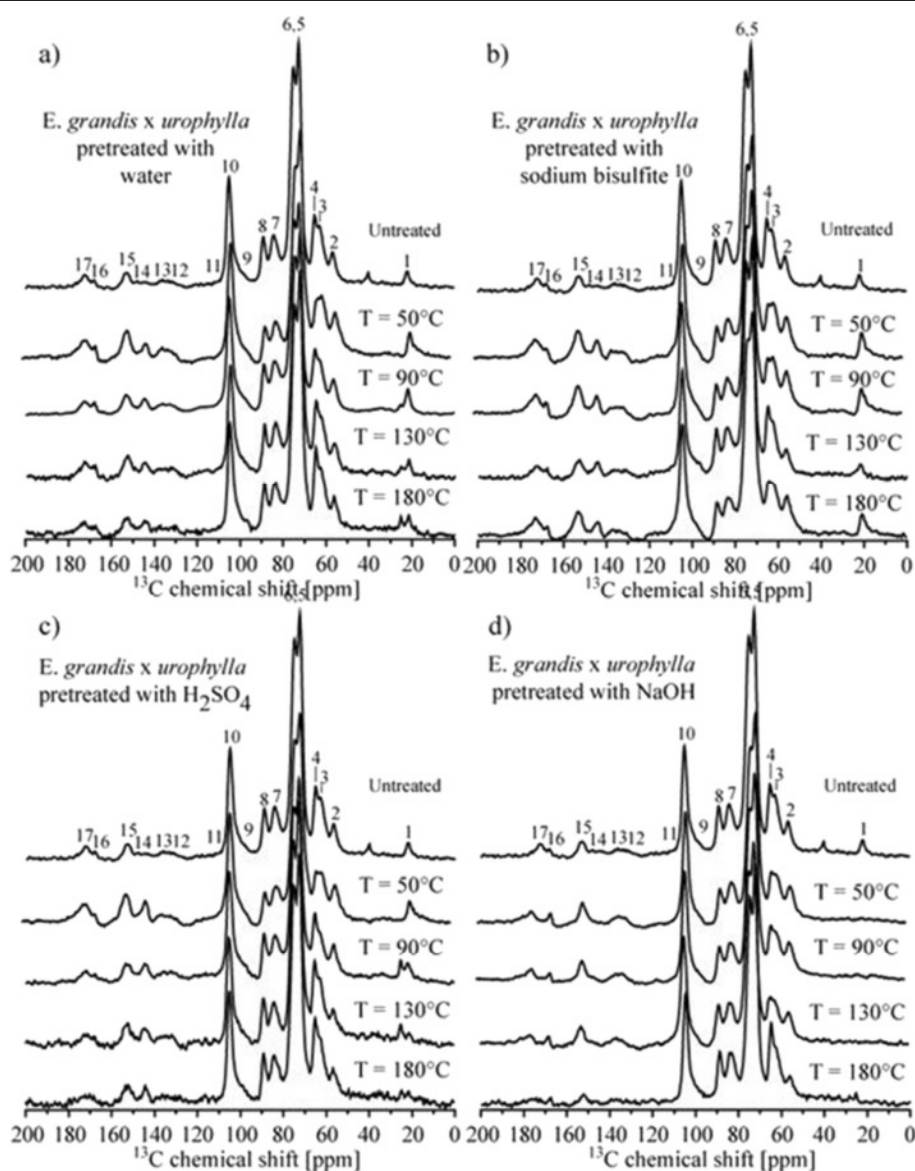 a)
E. grandis x urophylla
pretreated with
water
6,5
10
8 7
4
3
2
1
17 16 15 14 13 12 11 9
Untreated
T = 50°C
T = 90°C
T = 130°C
T = 180°C
200 180 160 140 120 100 80 60 40 20 0
13C chemical shift [ppm]
b)
E. grandis x urophylla
pretreated with
sodium bisulfite
6,5
10
8 7
4
3
2
1
17 16 15 14 13 12 11 9
Untreated
T = 50°C
T = 90°C
T = 130°C
T = 180°C
200 180 160 140 120 100 80 60 40 20 0
13C chemical shift [ppm]
c)
E. grandis x urophylla
pretreated with H2SO4
6,5
10
8 7
4
3
2
1
17 16 15 14 13 12 11 9
Untreated
T = 50°C
T = 90°C
T = 130°C
T = 180°C
200 180 160 140 120 100 80 60 40 20 0
13C chemical shift [ppm]
d)
E. grandis x urophylla
pretreated with NaOH
10
8 7
4
3
2
1
17 16 15 14 13 12 11 9
Untreated
T = 50°C
T = 90°C
T = 130°C
T = 180°C
200 180 160 140 120 100 80 60 40 20 0
13C chemical shift [ppm]